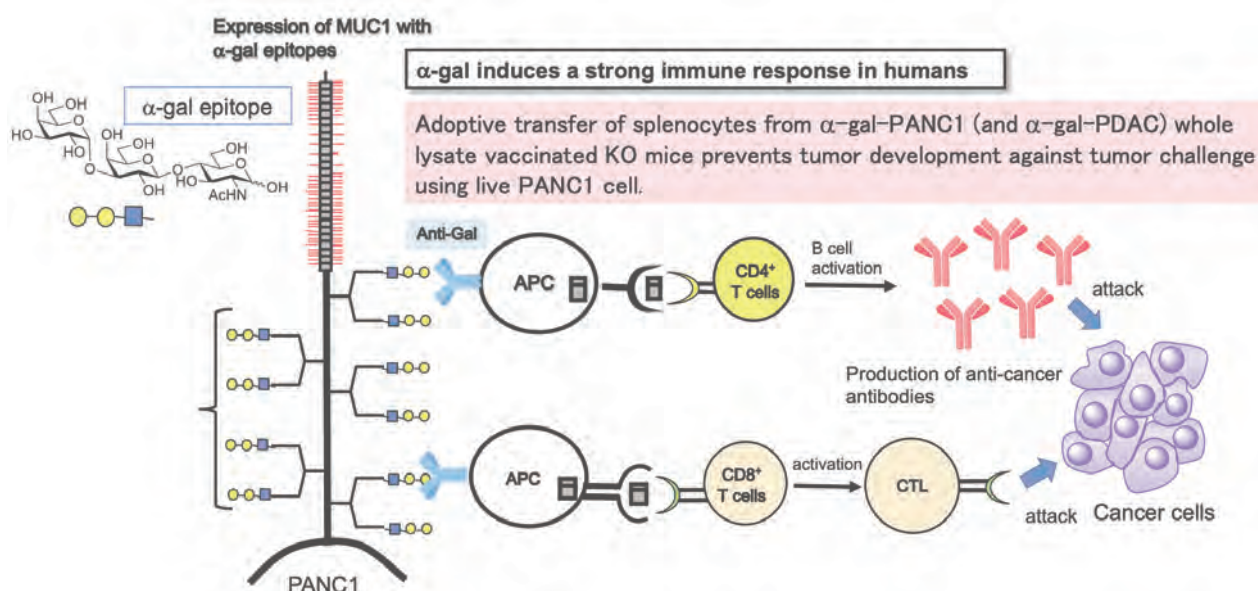 Expression of MUC1 with
α-gal epitopes
α-gal induces a strong immune response in humans
α-gal epitope
Adoptive transfer of splenocytes from α-gal-PANC1 (and α-gal-PDAC) whole
lysate vaccinated KO mice prevents tumor development against tumor challenge
using live PANC1 cell.
OH
OH
O
HO
OH
OH
OH
O
HO
O
O
OH
OH
O
HO
O
OH
AcHN
Anti-Gal
APC
CD4+
T cells
B cell
activation
attack
Production of anti-cancer
antibodies
APC
CD8+
T cells
activation
CTL
attack
Cancer cells
PANC1